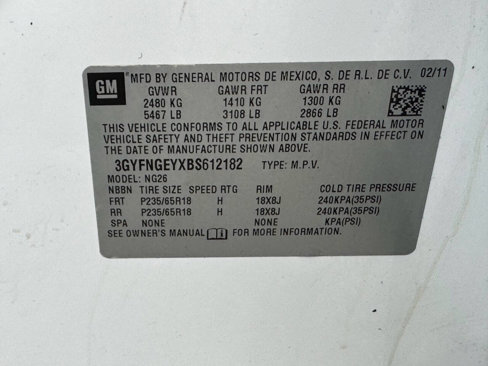 GM
MFD BY GENERAL MOTORS DE MEXICO, S. DE R.L. DE C.V. 02/11
GVWR GAWR FRT GAWR RR
2480 KG 1410 KG 1300 KG
5467 LB 3108 LB 2866 LB
THIS VEHICLE CONFORMS TO ALL APPLICABLE U.S. FEDERAL MOTOR
VEHICLE SAFETY AND THEFT PREVENTION STANDARDS IN EFFECT ON
THE DATE OF MANUFACTURE SHOWN ABOVE.
3GYFNGEYXBS612182 TYPE: M.P.V.
MODEL: NG26
NBBN TIRE SIZE SPEED RTG RIM COLD TIRE PRESSURE
FRT P235/65R18 H 18X8J 240KPA(35PSI)
RR P235/65R18 H 18X8J 240KPA(35PSI)
SPA NONE NONE KPA(PSI)
SEE OWNER'S MANUAL FOR MORE INFORMATION.